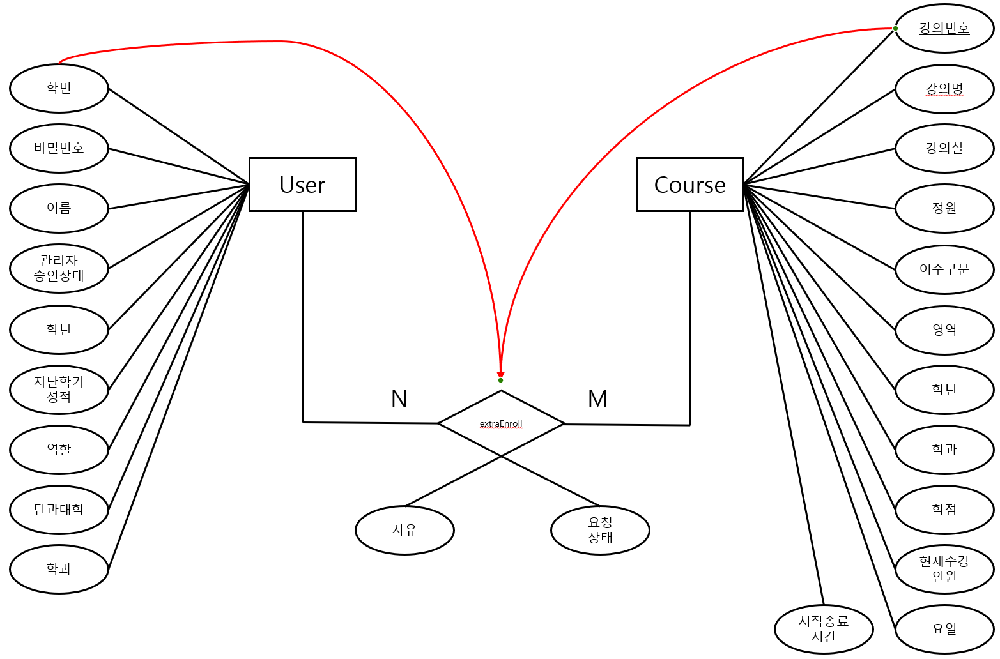 학번
비밀번호
이름
관리자
승인상태
학년
지난학기
성적
역할
단과대학
학과
User
N
extraEnroll
M
사유
요청
상태
Course
강의번호
강의명
강의실
정원
이수구분
영역
학년
학과
학점
현재수강
인원
요일
시작종료
시간